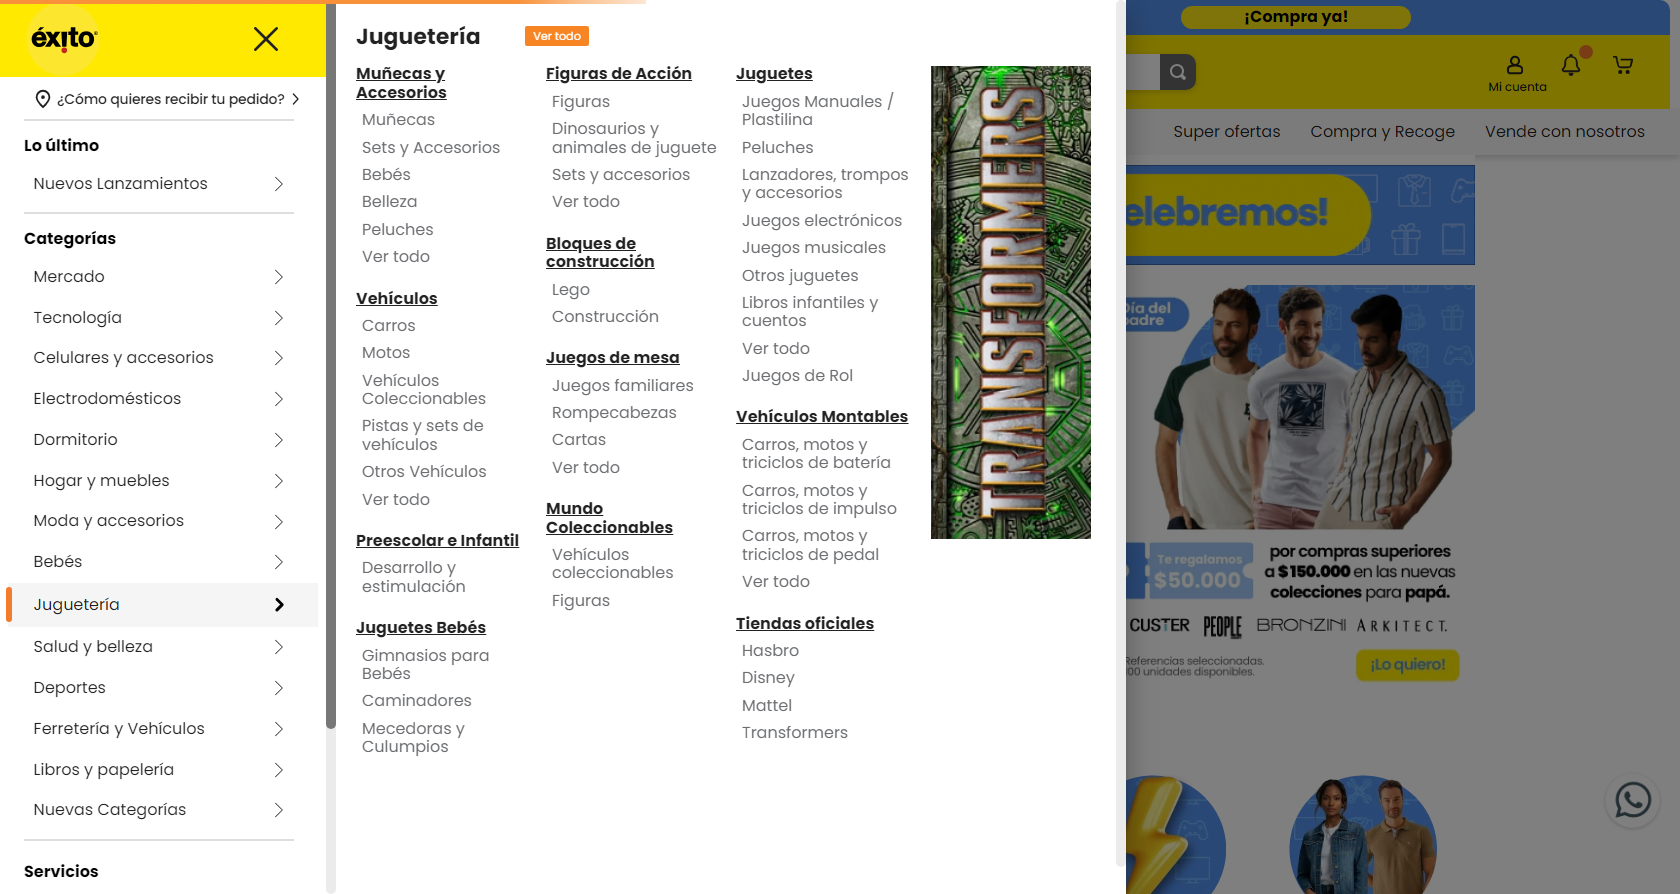 éxito
¿Cómo quieres recibir tu pedido?
Lo último
Nuevos Lanzamientos
Categorías
Mercado
Tecnología
Celulares y accesorios
Electrodomésticos
Dormitorio
Hogar y muebles
Moda y accesorios
Bebés
Juguetería
Salud y belleza
Deportes
Ferretería y Vehículos
Libros y papelería
Nuevas Categorías
Servicios
Juguetería
Ver todo
Muñecas y
Accesorios
Muñecas
Sets y Accesorios
Bebés
Belleza
Peluches
Ver todo
Vehículos
Carros
Motos
Vehículos
Coleccionables
Pistas y sets de
vehículos
Otros Vehículos
Ver todo
Preescolar e Infantil
Desarrollo y
estimulación
Juguetes Bebés
Gimnasios para
Bebés
Caminadores
Mecedoras y
Culumpios
Figuras de Acción
Figuras
Dinosaurios y
animales de juguete
Sets y accesorios
Ver todo
Bloques de
construcción
Lego
Construcción
Juegos de mesa
Juegos familiares
Rompecabezas
Cartas
Ver todo
Mundo
Coleccionables
Vehículos
coleccionables
Figuras
Juguetes
Juegos Manuales /
Plastilina
Peluches
Lanzadores, trompos
y accesorios
Juegos electrónicos
Juegos musicales
Otros juguetes
Libros infantiles y
cuentos
Ver todo
Juegos de Rol
Vehículos Montables
Carros, motos y
triciclos de batería
Carros, motos y
triciclos de impulso
Carros, motos y
triciclos de pedal
Ver todo
Tiendas oficiales
Hasbro
Disney
Mattel
Transformers
TRANSFORMERS
¡Compra ya!
Mi cuenta
Super ofertas
Compra y Recoge
Vende con nosotros
elebremos!
Día del
padre
Te regalamos
$50.000
por compras superiores
a $150.000 en las nuevas
colecciones para papá.
CUSTER PEOPLE BRONZINI ARKITECT.
Referencias seleccionadas.
00 unidades disponibles.
¡Lo quiero!